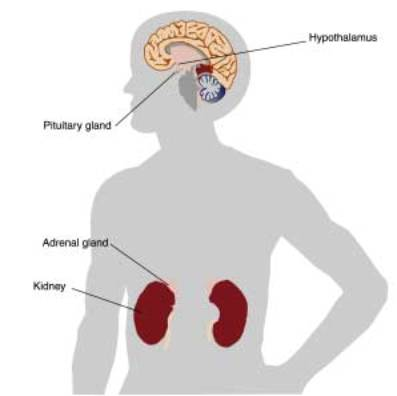 Hypothalamus
Pituitary gland
Adrenal gland
Kidney